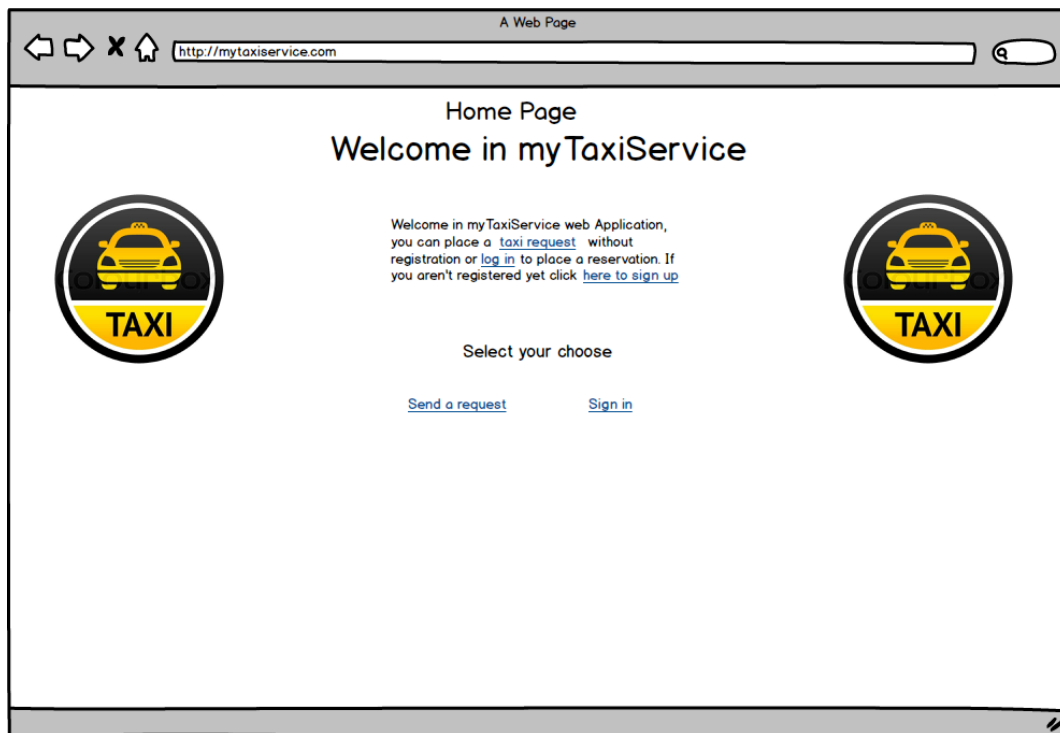 A Web Page
http://mytaxiservice.com
Home Page
Welcome in myTaxiService
Welcome in myTaxiService web Application,
you can place a taxi request without
registration or log in to place a reservation. If
you aren't registered yet click here to sign up
TAXI
TAXI
Select your choose
Send a request Sign in